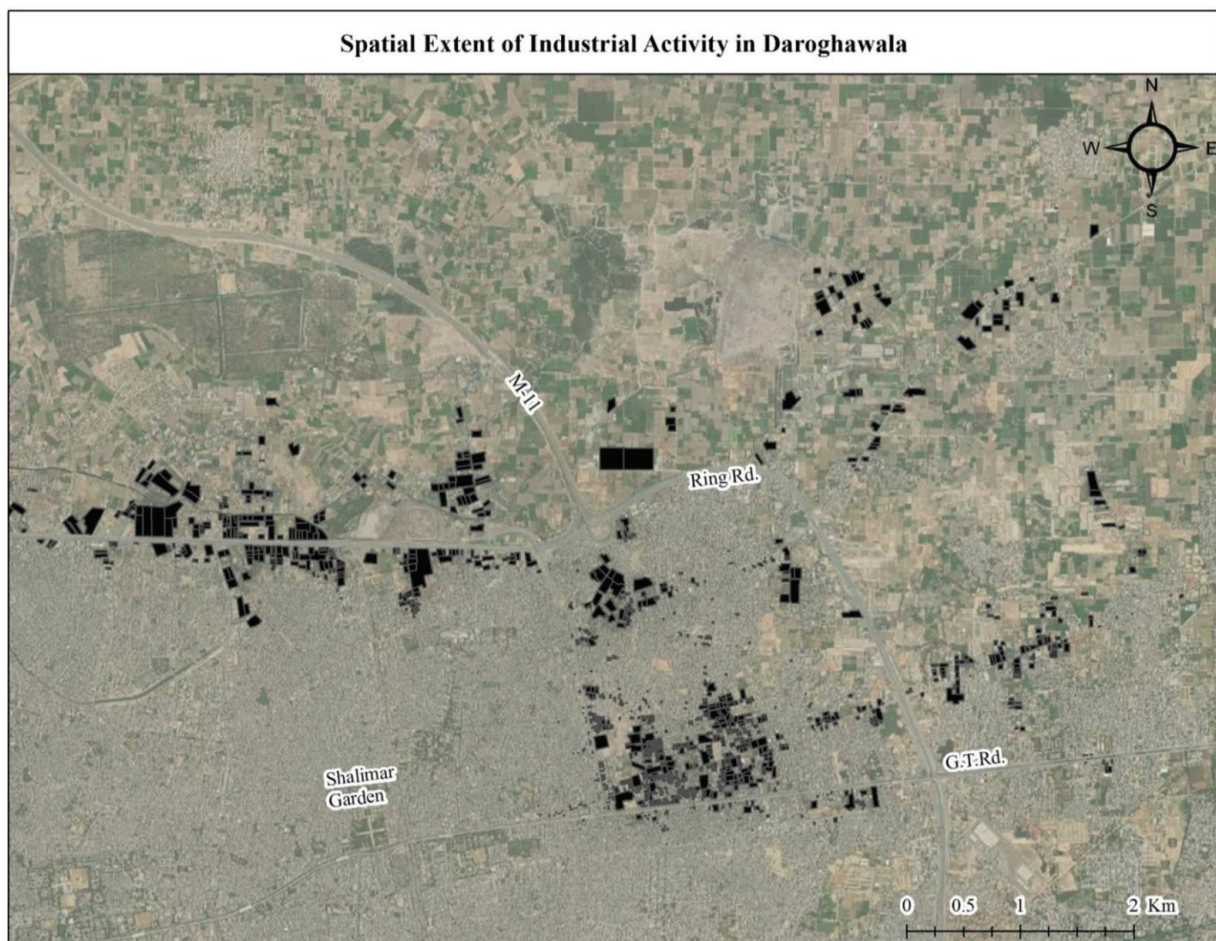 Spatial Extent of Industrial Activity in Daroghawala
N
W E
S
M-11
Ring Rd.
G.T.Rd.
Shalimar
Garden
0 0.5 1 2 Km